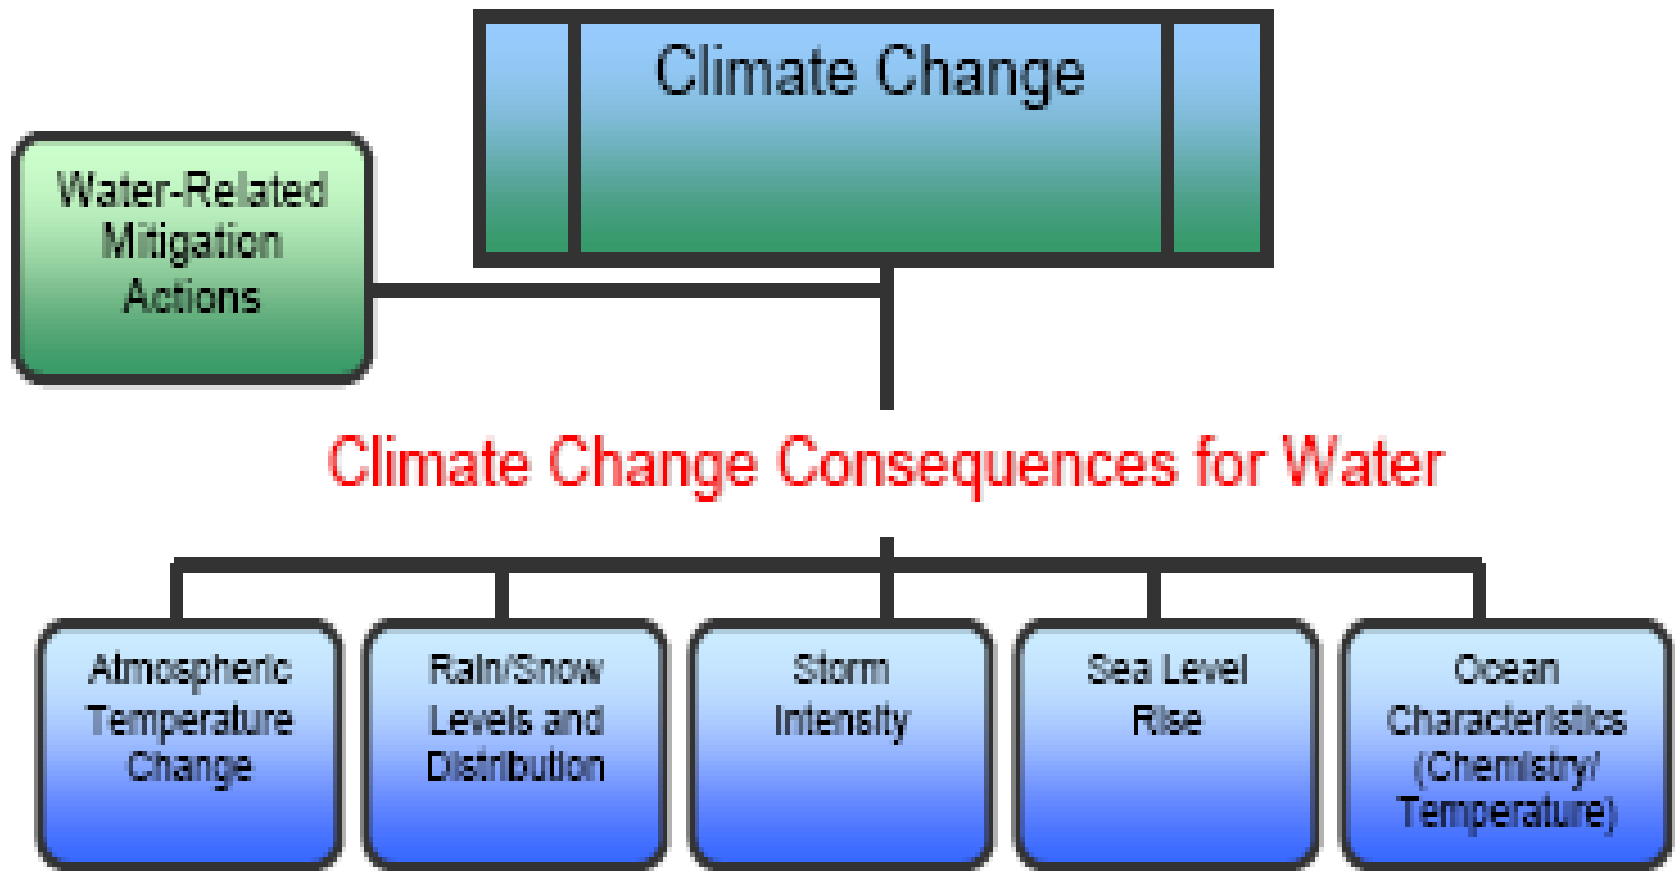 Climate Change
Water-Related
Mitigation
Actions
Climate Change Consequences for Water
Atmospheric
Temperature
Change
Rain/Snow
Levels and
Distribution
Storm
Intensity
Sea Level
Rise
Ocean
Characteristics
(Chemistry/
Temperature)